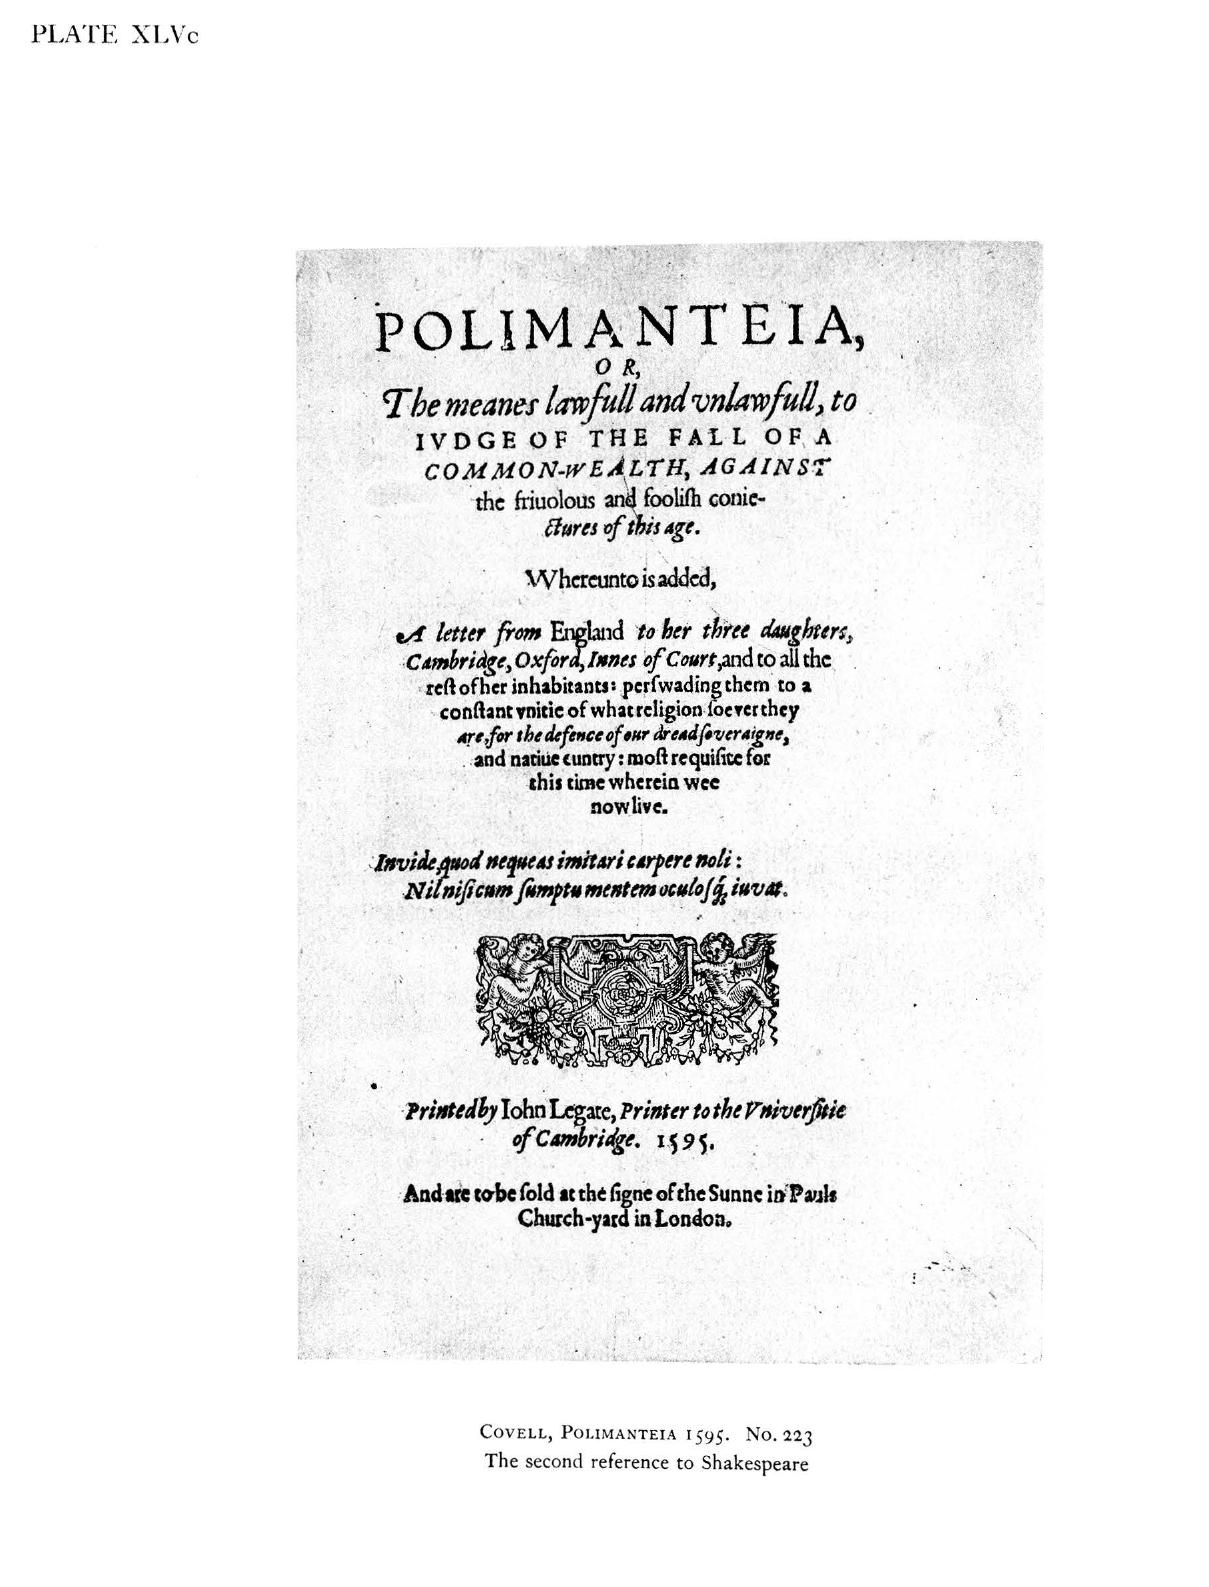 PLATE XLVc
POLIMANTEIA,
OR,
The meanes lawfull and vnlawfull, to
IVDGE OF THE FALL OF A
COMMON-WEALTH, AGAINST
the friuolous and fooliſh conie-
ctures of this age.
Whereunto is added,
A letter from England to her three daughters,
Cambridge, Oxford, Innes of Court, and to all the
reſt of her inhabitants: perſwading them to a
conſtant vnitie of what religion ſoever they
are, for the defence of our dread ſoveraigne,
and natiue cuntry: moſt requiſite for
this time wherein wee
now live.
Invide, quod nequeas imitari carpere noli:
Nil niſi cum ſumptu mentem oculoſq́; iuvat.
Printed by Iohn Legate, Printer to the Vniverſitie
of Cambridge. 1595.
And are to be ſold at the ſigne of the Sunne in Pauls
Church-yard in London.
COVELL, POLIMANTEIA 1595. No. 223
The second reference to Shakespeare